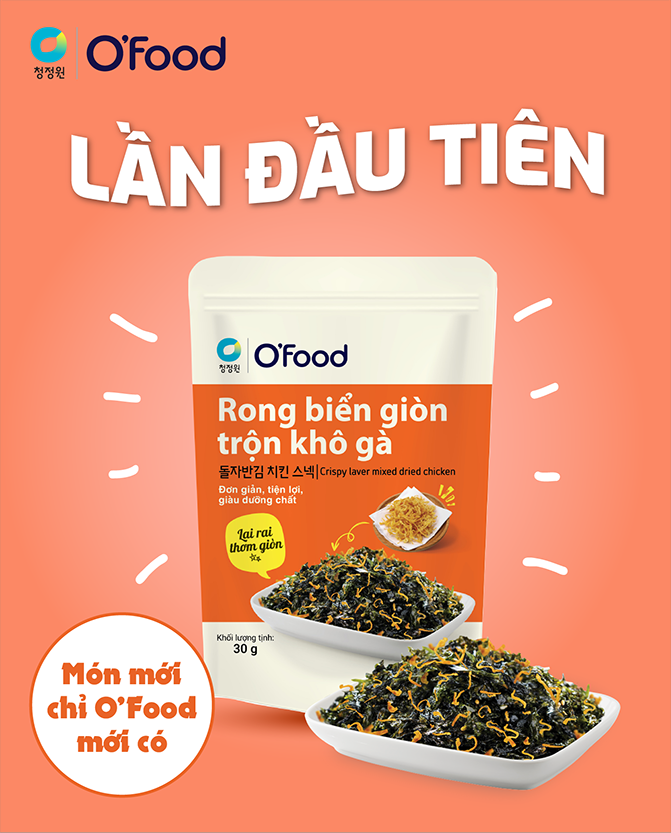 청정원
O'Food
LẦN ĐẦU TIÊN
청정원
O'Food
Rong biển giòn
trộn khô gà
돌자반김 치킨 스넥|Crispy laver mixed dried chicken
Đơn giản, tiện lợi,
giàu dưỡng chất
Lai rai
thơm giòn
Khối lượng tịnh:
30 g
Món mới
chỉ O'Food
mới có